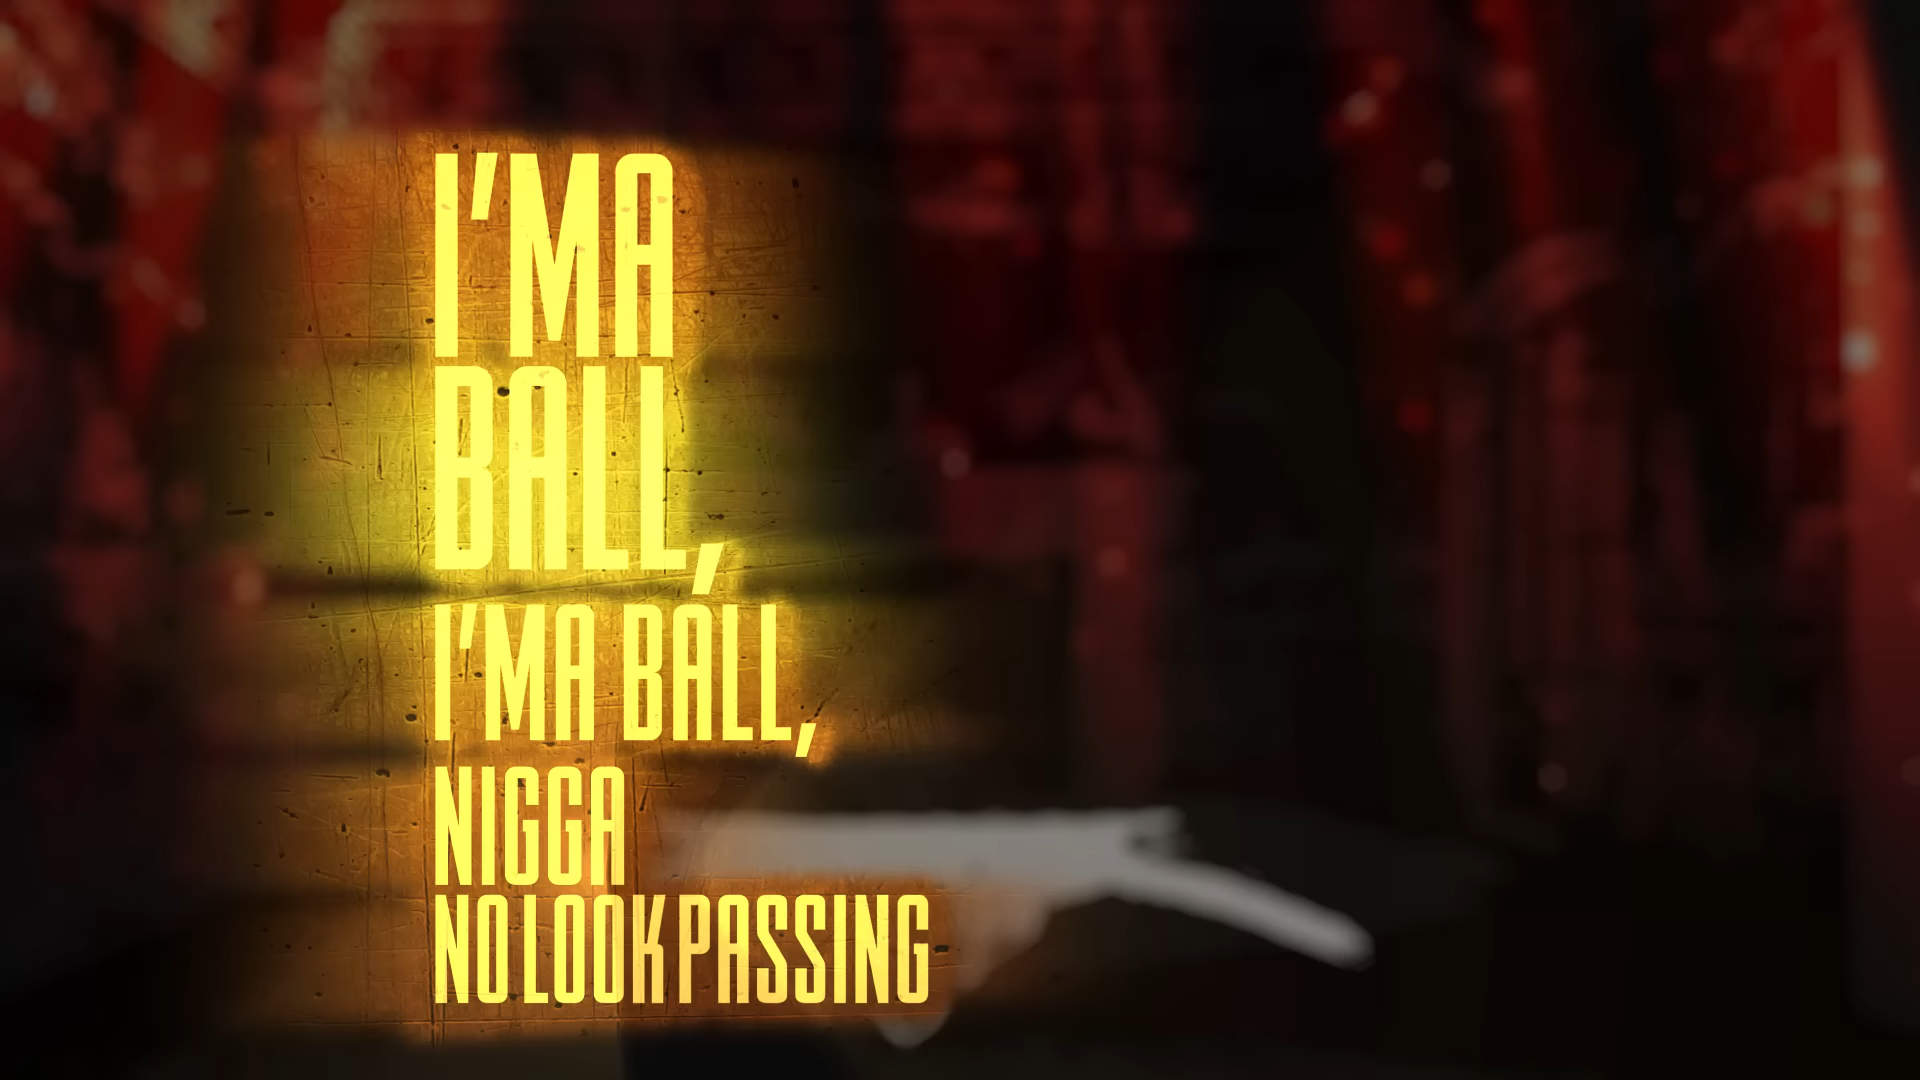 I'MA
BALL,
I'MA BALL,
NIGGA
NO LOOK PASSING